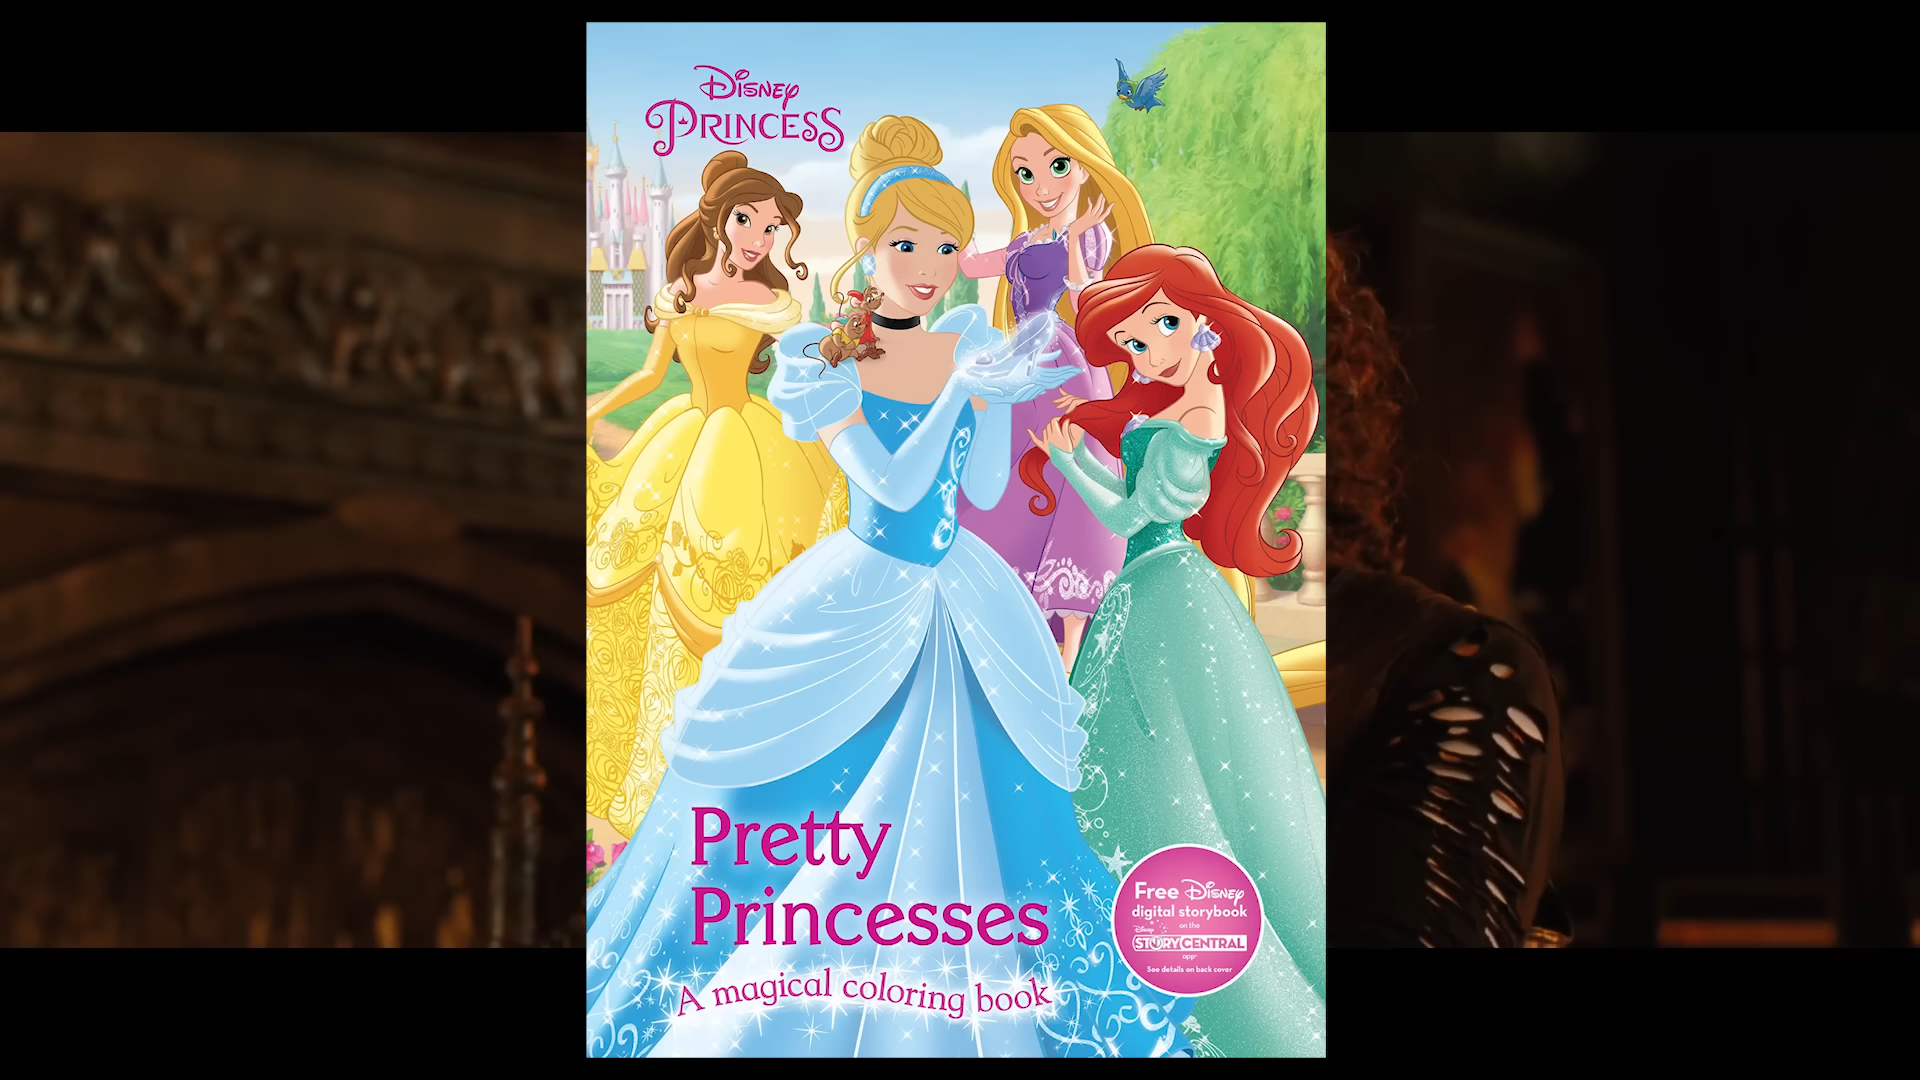 Disney
PRINCESS
Pretty
Princesses
A magical coloring book
Free Disney
digital storybook
on the
Disney
STORY CENTRAL
app*
See details on back cover